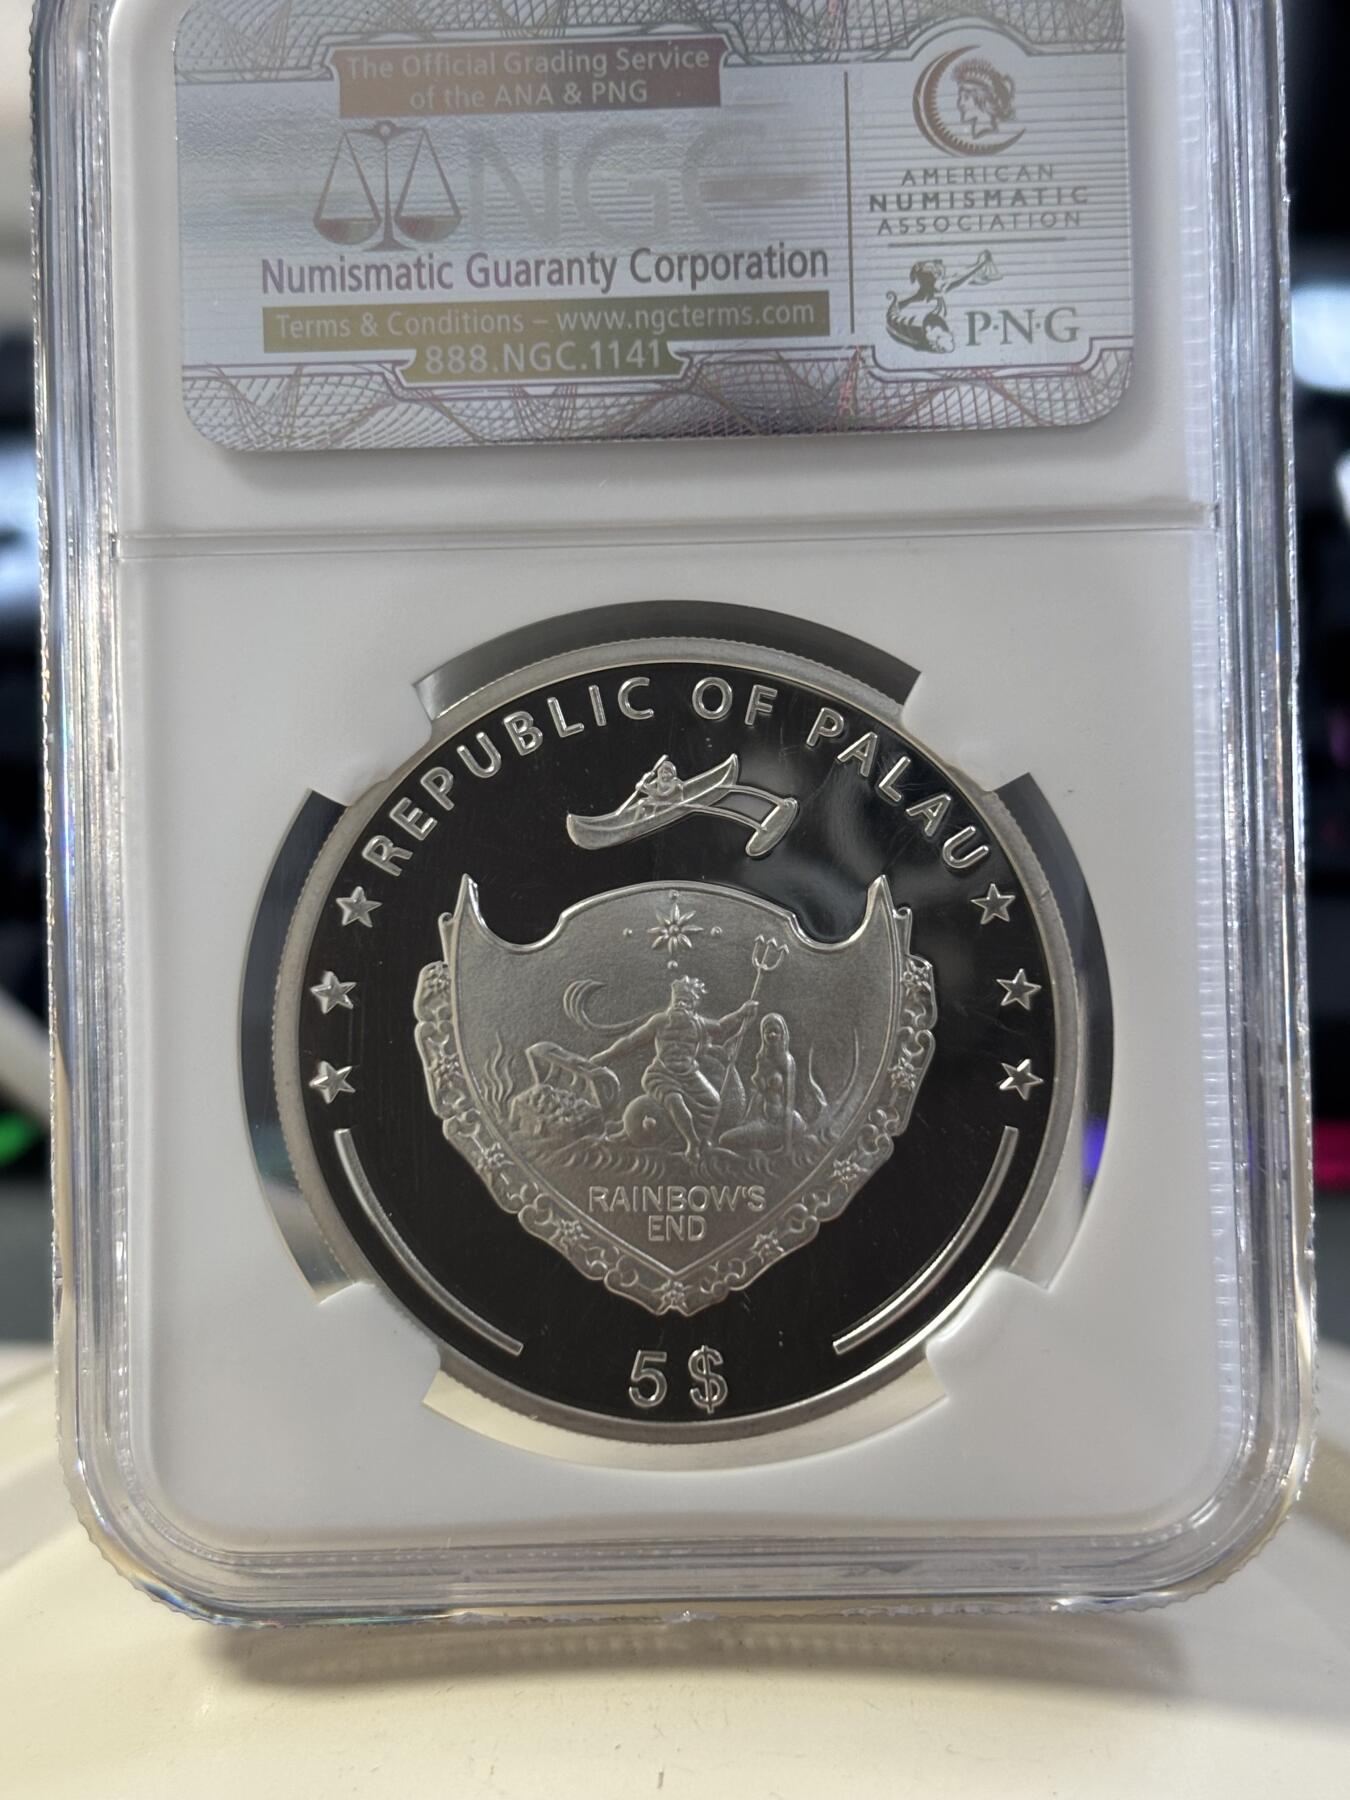 The Official Grading Service
of the ANA & PNG
NGC
Numismatic Guaranty Corporation
Terms & Conditions – www.ngcterms.com
888.NGC.1141
AMERICAN
NUMISMATIC
ASSOCIATION
P·N·G
REPUBLIC OF PALAU
RAINBOW'S
END
5 $